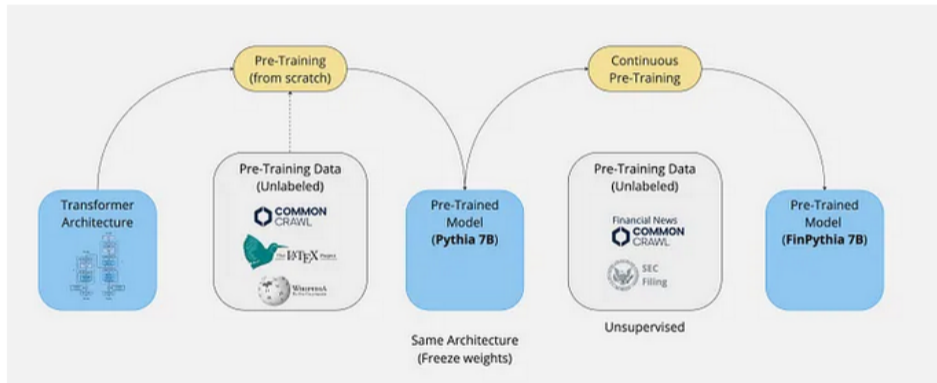 Pre-Training
(from scratch)
Continuous
Pre-Training
Transformer
Architecture
Pre-Training Data
(Unlabeled)
COMMON
CRAWL
LATEX
WIKIPEDIA
Pre-Trained
Model
(Pythia 7B)
Same Architecture
(Freeze weights)
Pre-Training Data
(Unlabeled)
Financial News
COMMON
CRAWL
SEC
Filing
Unsupervised
Pre-Trained
Model
(FinPythia 7B)